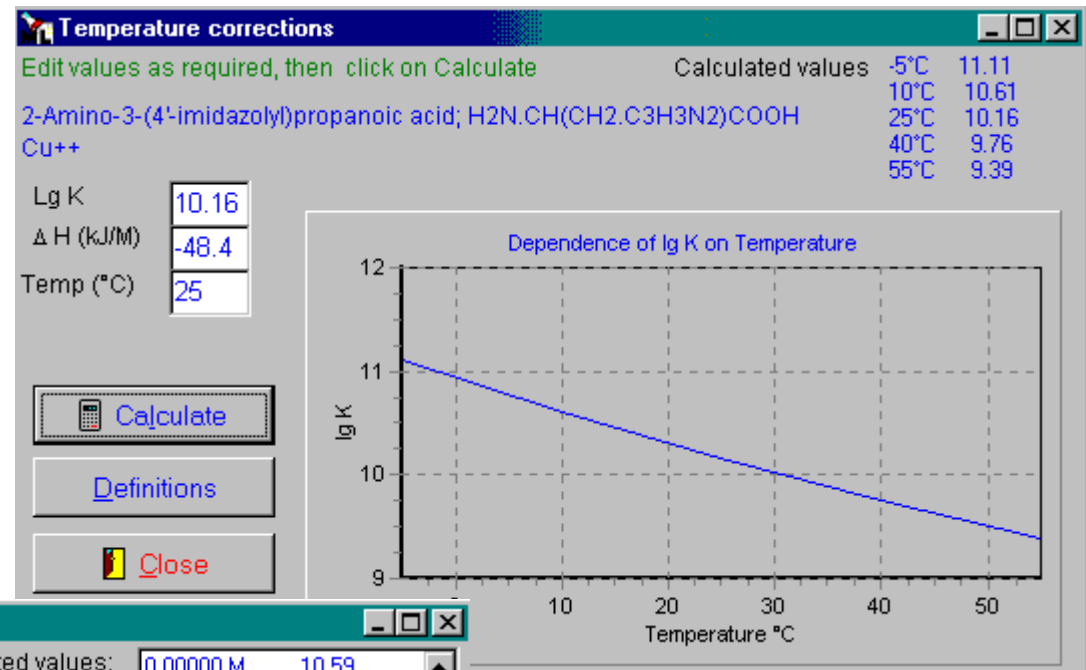 Temperature corrections
Edit values as required, then click on Calculate
Calculated values -5°C 11.11
10°C 10.61
25°C 10.16
40°C 9.76
55°C 9.39
2-Amino-3-(4'-imidazolyl)propanoic acid; H2N.CH(CH2.C3H3N2)COOH
Cu++
Lg K 10.16
Δ H (kJ/M) -48.4
Temp (°C) 25
Calculate
Definitions
Close
Dependence of lg K on Temperature
12
11
10
9
lg K
10 20 30 40 50
Temperature °C
values: 0.00000 M 10.59